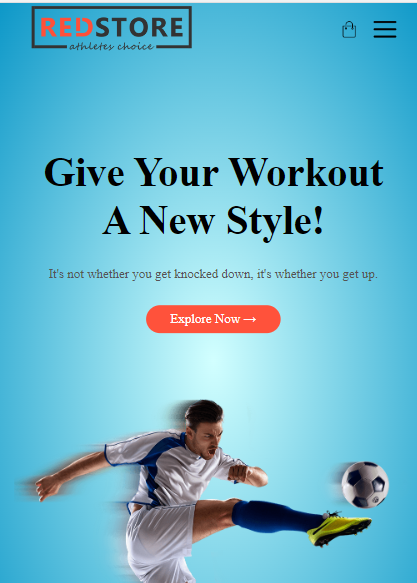 REDSTORE
athletes choice
Give Your Workout
A New Style!
It's not whether you get knocked down, it's whether you get up.
Explore Now →